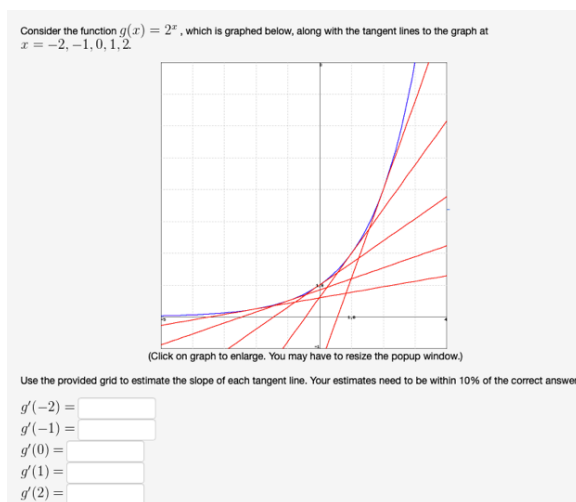 Consider the function g(x) = 2ˣ , which is graphed below, along with the tangent lines to the graph at
x = −2, −1, 0, 1, 2.
(Click on graph to enlarge. You may have to resize the popup window.)
Use the provided grid to estimate the slope of each tangent line. Your estimates need to be within 10% of the correct answer
g′(−2) =
g′(−1) =
g′(0) =
g′(1) =
g′(2) =